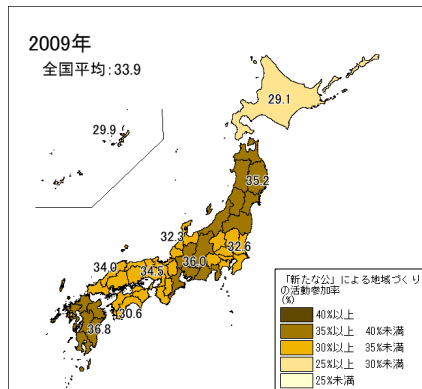 2009年
全国平均:33.9
29.1
29.9
35.2
32.3
32.6
36.0
34.0
34.5
30.6
36.8
「新たな公」による地域づくり
の活動参加率
(%)
40%以上
35%以上 40%未満
30%以上 35%未満
25%以上 30%未満
25%未満